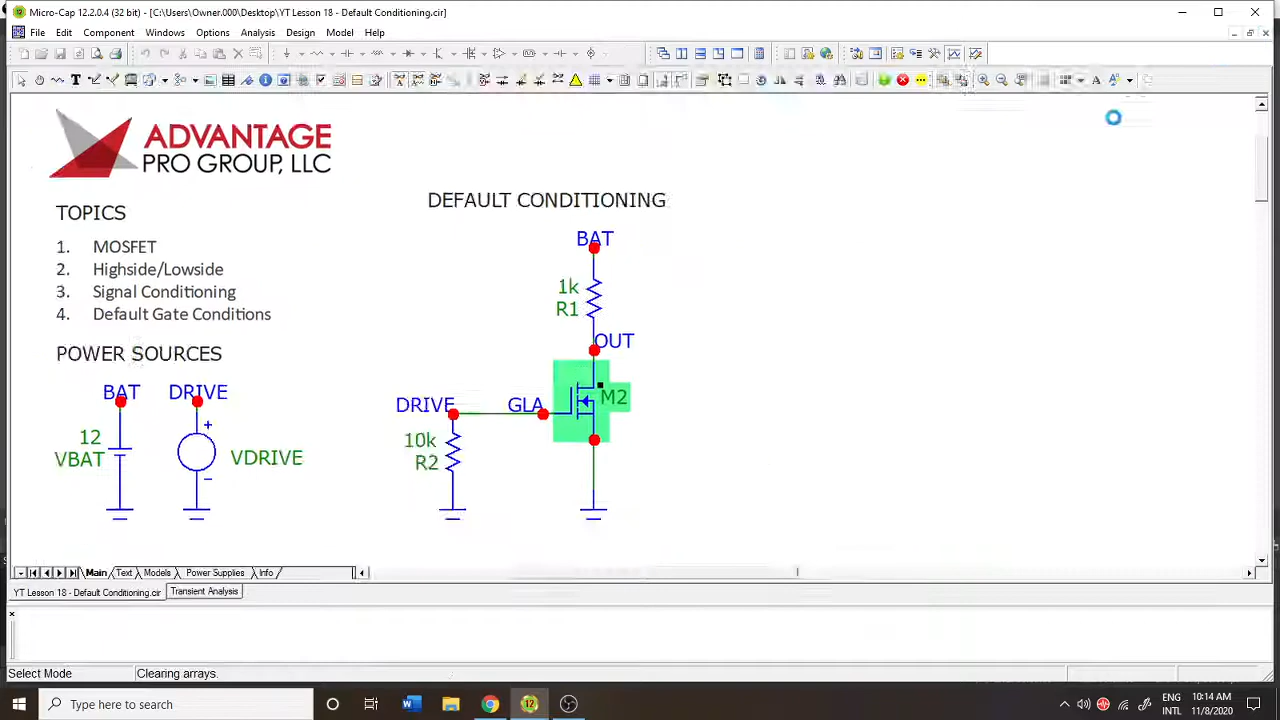 Micro-Cap 12.2.0.4 (32 bit) - [C:\Users\Owner.000\Desktop\YT Lesson 18 - Default Conditioning.cir]
File Edit Component Windows Options Analysis Design Model Help
ADVANTAGE
PRO GROUP, LLC
TOPICS
1. MOSFET
2. Highside/Lowside
3. Signal Conditioning
4. Default Gate Conditions
POWER SOURCES
BAT DRIVE
12
VBAT
+
VDRIVE
−
DEFAULT CONDITIONING
BAT
1k
R1
OUT
M2
DRIVE GLA
10k
R2
Main Text Models Power Supplies Info
YT Lesson 18 - Default Conditioning.cir Transient Analysis
Select Mode Clearing arrays.
Type here to search
12
ENG
INTL
10:14 AM
11/8/2020